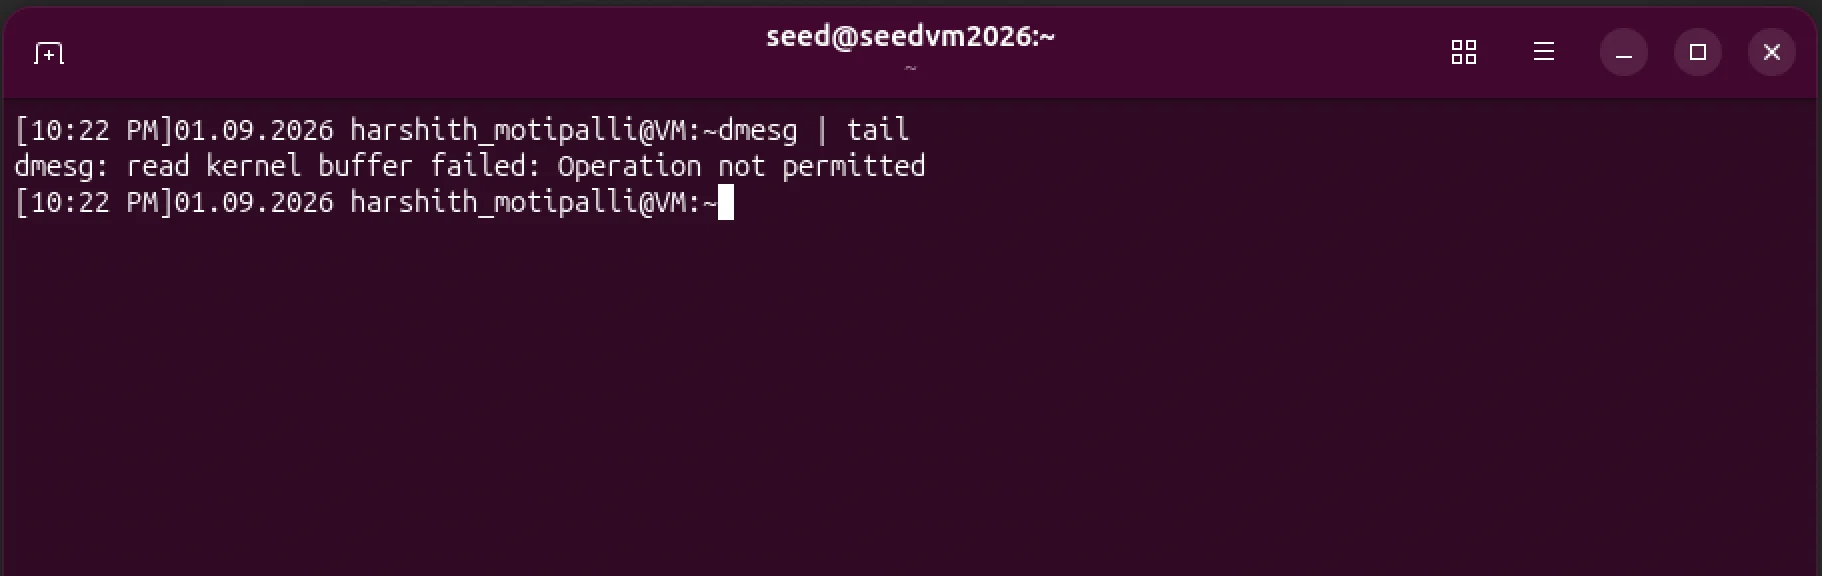 seed@seedvm2026:~
~
[10:22 PM]01.09.2026 harshith_motipalli@VM:~dmesg | tail
dmesg: read kernel buffer failed: Operation not permitted
[10:22 PM]01.09.2026 harshith_motipalli@VM:~